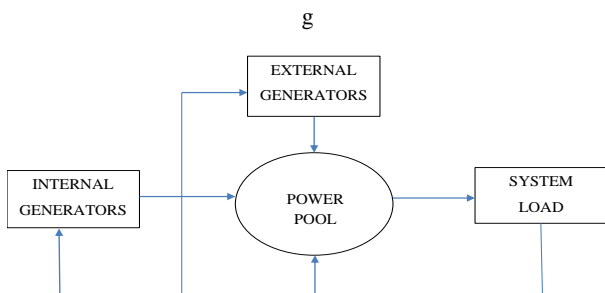 g
EXTERNAL
GENERATORS
INTERNAL
GENERATORS
POWER
POOL
SYSTEM
LOAD